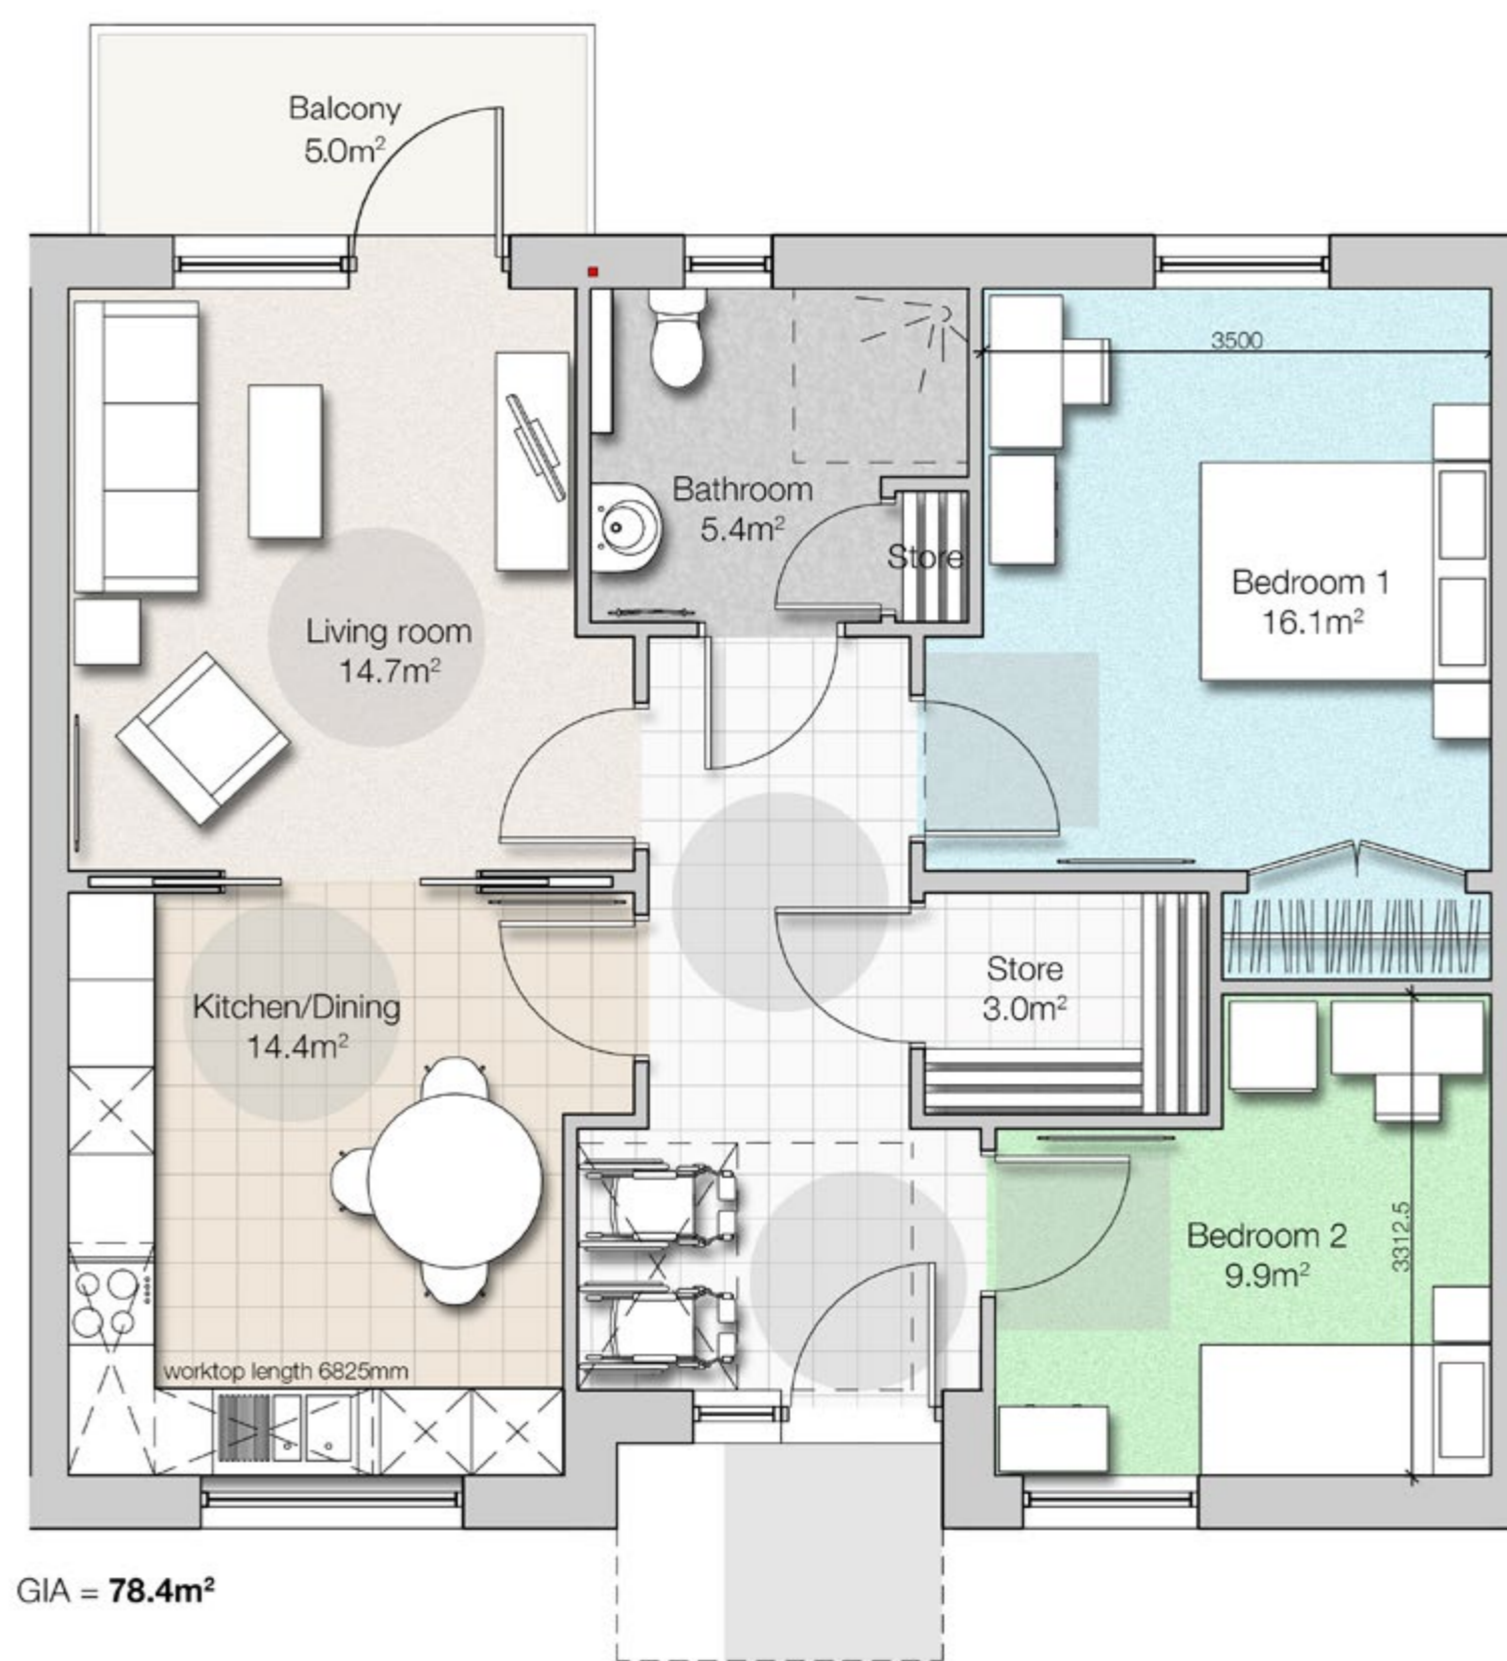 Balcony
5.0m²
3500
Bathroom
5.4m²
Store
Bedroom 1
16.1m²
Living room
14.7m²
Store
3.0m²
Kitchen/Dining
14.4m²
Bedroom 2
9.9m²
3312.5
worktop length 6825mm
GIA = 78.4m²